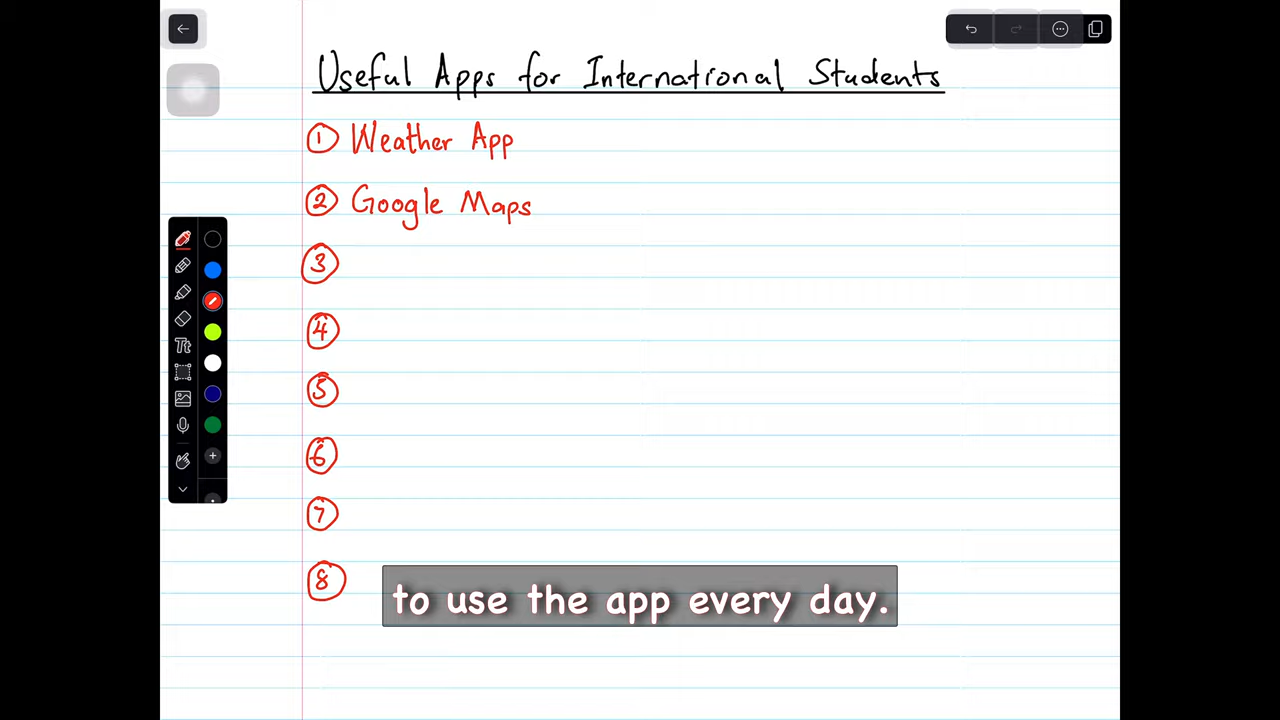 Useful Apps for International Students
① Weather App
② Google Maps
③
④
⑤
⑥
⑦
⑧
to use the app every day.
Tt